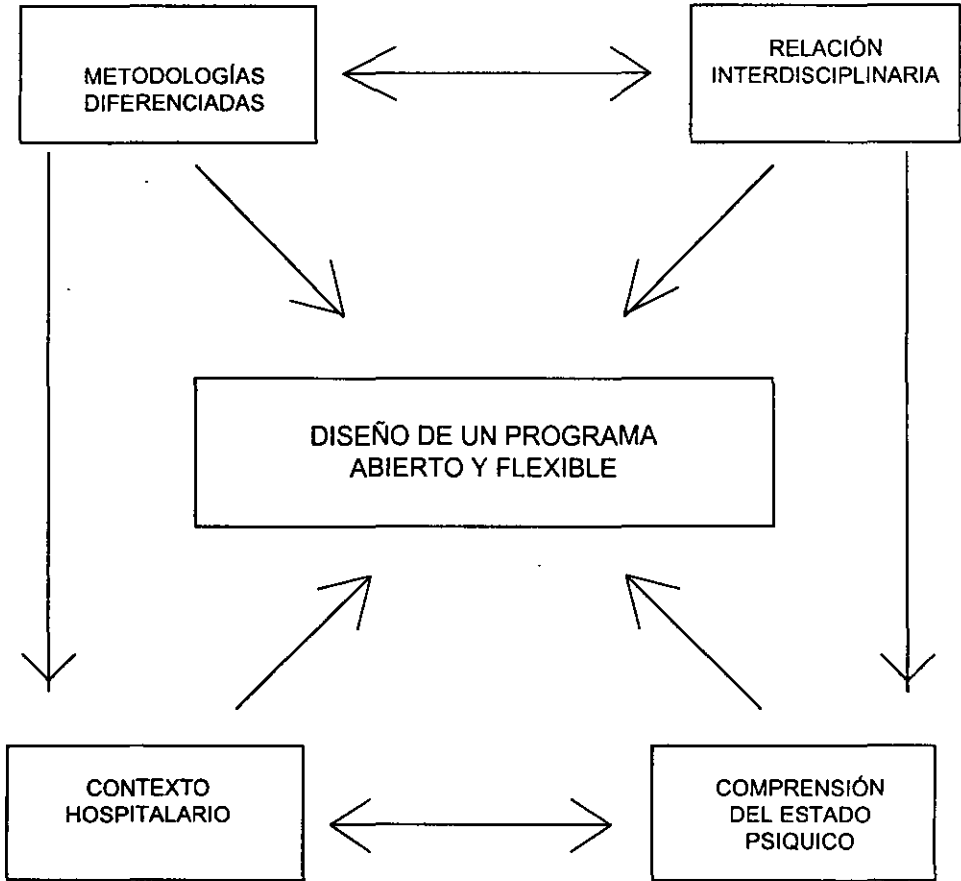 METODOLOGÍAS
DIFERENCIADAS
RELACIÓN
INTERDISCIPLINARIA
DISEÑO DE UN PROGRAMA
ABIERTO Y FLEXIBLE
CONTEXTO
HOSPITALARIO
COMPRENSIÓN
DEL ESTADO
PSIQUICO